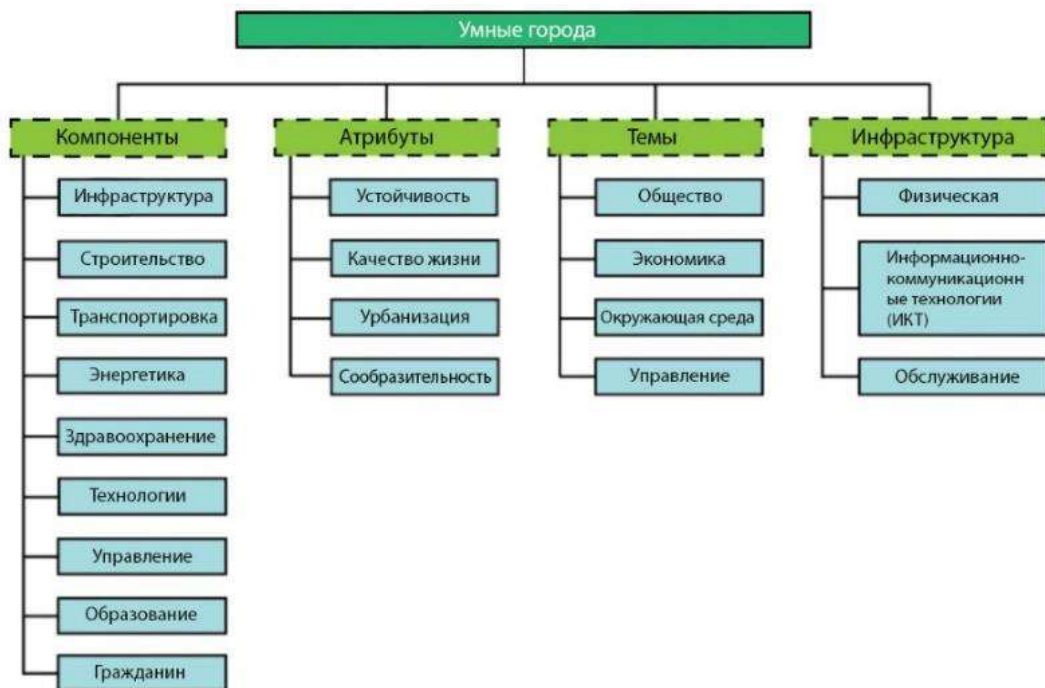 Умные города
Компоненты
Инфраструктура
Строительство
Транспортировка
Энергетика
Здравоохранение
Технологии
Управление
Образование
Гражданин
Атрибуты
Устойчивость
Качество жизни
Урбанизация
Сообразительность
Темы
Общество
Экономика
Окружающая среда
Управление
Инфраструктура
Физическая
Информационно-
коммуникационн
ые технологии
(ИКТ)
Обслуживание